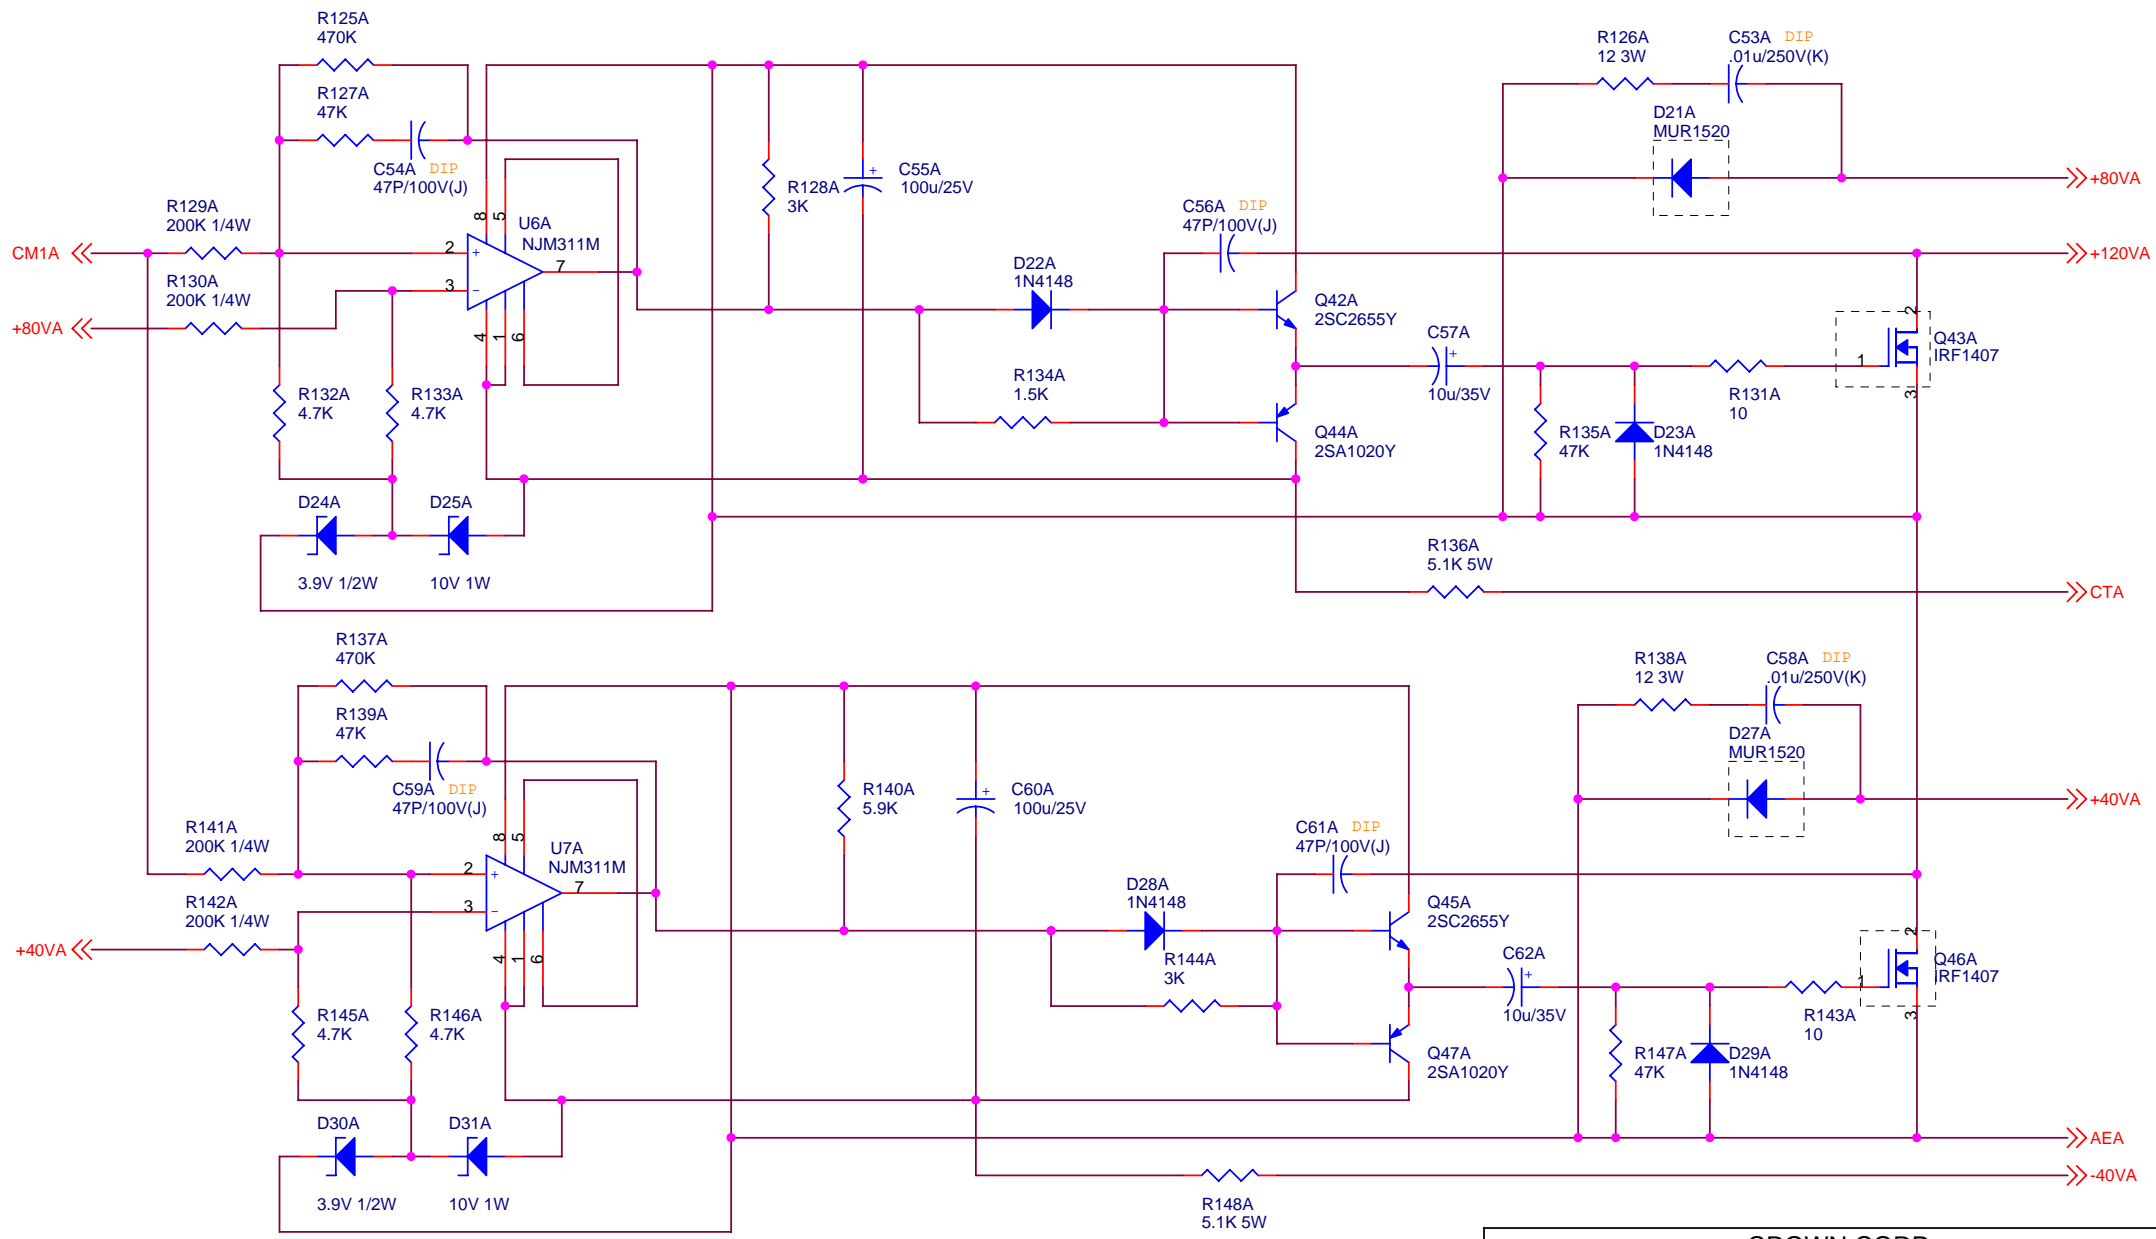 R125A
470K
R127A
47K
C54A DIP
47P/100V(J)
R129A
200K 1/4W
CM1A
R130A
200K 1/4W
+80VA
8 5
U6A
NJM311M
2 +
3 -
7
4 1 6
R132A
4.7K
R133A
4.7K
D24A
3.9V 1/2W
D25A
10V 1W
R128A
3K
C55A
+
100u/25V
D22A
1N4148
R134A
1.5K
C56A DIP
47P/100V(J)
Q42A
2SC2655Y
Q44A
2SA1020Y
C57A
+
10u/35V
R126A
12 3W
C53A DIP
.01u/250V(K)
D21A
MUR1520
+80VA
+120VA
R135A
47K
D23A
1N4148
R131A
10
1
2
3
Q43A
IRF1407
R136A
5.1K 5W
CTA
R137A
470K
R139A
47K
C59A DIP
47P/100V(J)
R141A
200K 1/4W
R142A
200K 1/4W
+40VA
8 5
U7A
NJM311M
2 +
3 -
7
4 1 6
R145A
4.7K
R146A
4.7K
D30A
3.9V 1/2W
D31A
10V 1W
R140A
5.9K
C60A
+
100u/25V
D28A
1N4148
R144A
3K
C61A DIP
47P/100V(J)
Q45A
2SC2655Y
Q47A
2SA1020Y
C62A
+
10u/35V
R138A
12 3W
C58A DIP
.01u/250V(K)
D27A
MUR1520
+40VA
R147A
47K
D29A
1N4148
R143A
10
1
2
3
Q46A
IRF1407
AEA
-40VA
R148A
5.1K 5W